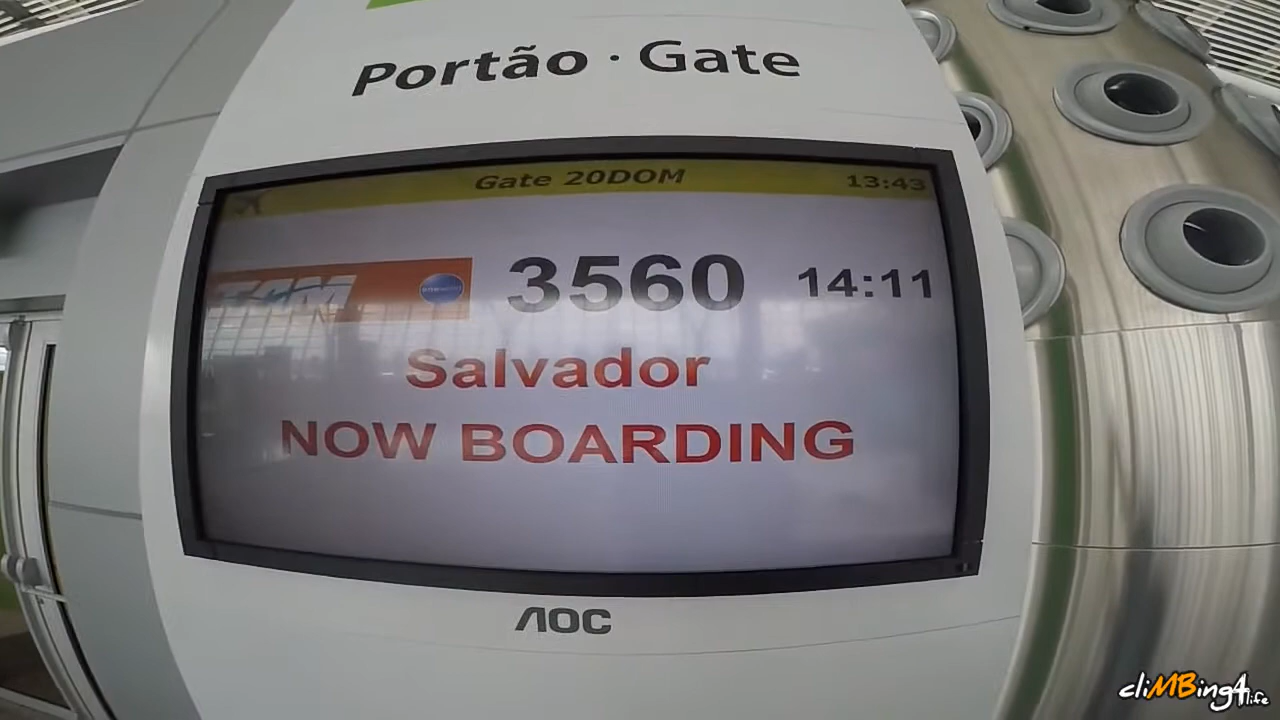 Portão · Gate
Gate 20DOM 13:43
3560 14:11
Salvador
NOW BOARDING
AOC
cliMBing4life